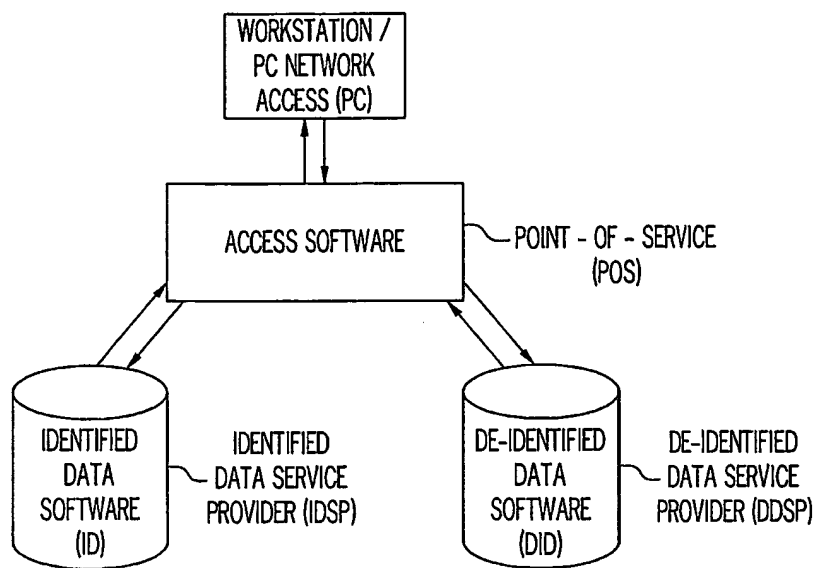 WORKSTATION /
PC NETWORK
ACCESS (PC)
ACCESS SOFTWARE
POINT - OF - SERVICE
(POS)
IDENTIFIED
DATA
SOFTWARE
(ID)
IDENTIFIED
DATA SERVICE
PROVIDER (IDSP)
DE-IDENTIFIED
DATA
SOFTWARE
(DID)
DE-IDENTIFIED
DATA SERVICE
PROVIDER (DDSP)